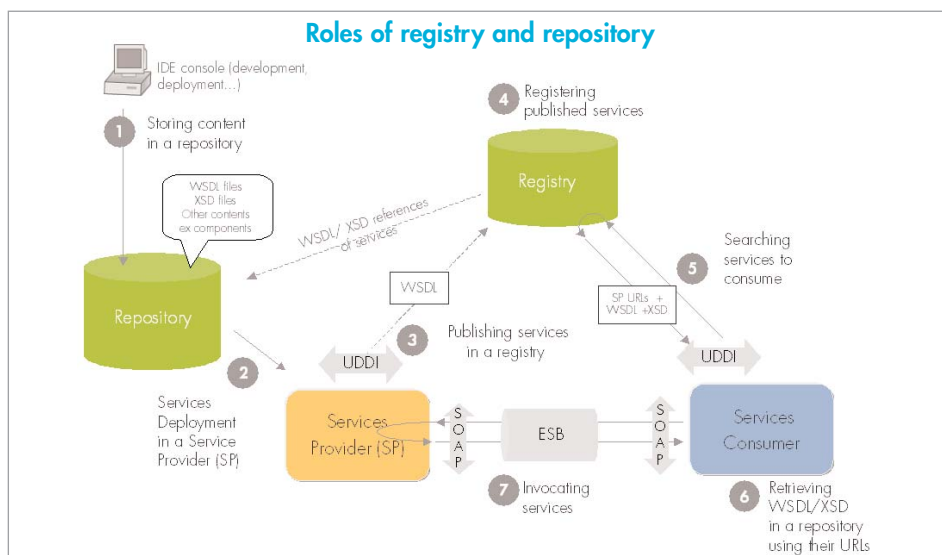 Roles of registry and repository
IDE console (development,
deployment...)
1
Storing content
in a repository
4
Registering
published services
WSDL files
XSD files
Other contents
ex components
Registry
WSDL/ XSD references
of services
5
Searching
services to
consume
WSDL
SP URLs +
WSDL +XSD
Repository
3
Publishing services
in a registry
UDDI
UDDI
2
Services
Deployment
in a Service
Provider (SP)
Services
Provider (SP)
SOAP
ESB
SOAP
Services
Consumer
7
Invocating
services
6
Retrieving
WSDL/XSD
in a repository
using their URLs